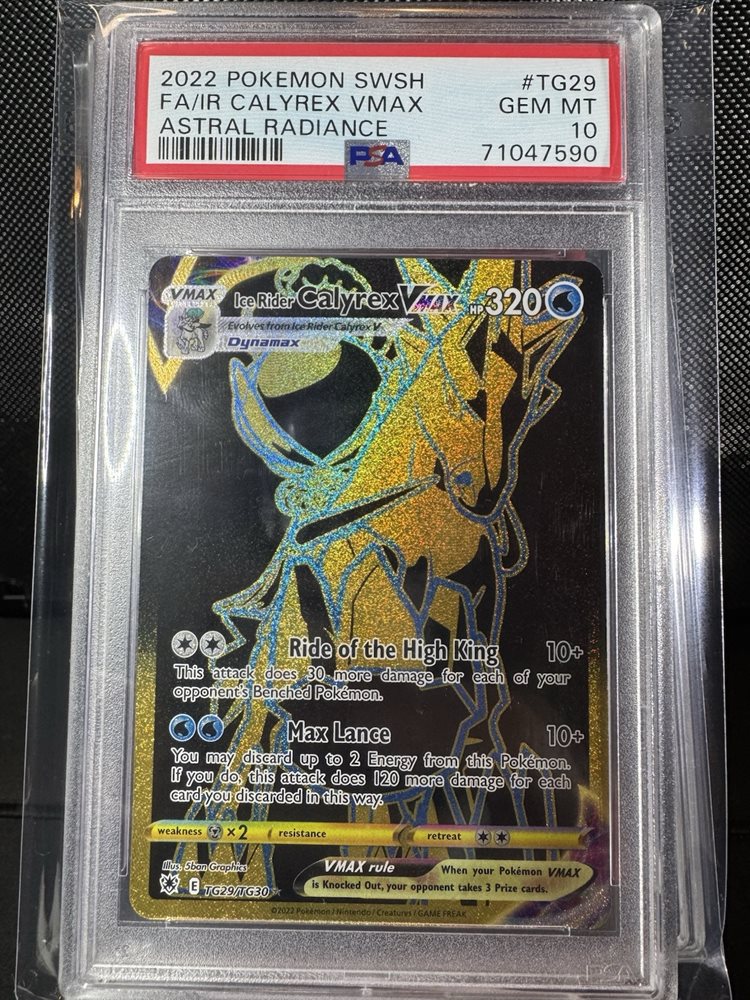 2022 POKEMON SWSH #TG29
FA/IR CALYREX VMAX GEM MT
ASTRAL RADIANCE 10
PSA 71047590
VMAX Ice Rider Calyrex VMAX HP 320
Evolves from Ice Rider Calyrex V
Dynamax
Ride of the High King 10+
This attack does 30 more damage for each of your
opponent's Benched Pokémon.
Max Lance 10+
You may discard up to 2 Energy from this Pokémon.
If you do, this attack does 120 more damage for each
card you discarded in this way.
weakness ×2 resistance retreat
Illus. 5ban Graphics
E TG29/TG30
VMAX rule When your Pokémon VMAX
is Knocked Out, your opponent takes 3 Prize cards.
©2022 Pokémon / Nintendo / Creatures / GAME FREAK
PSA